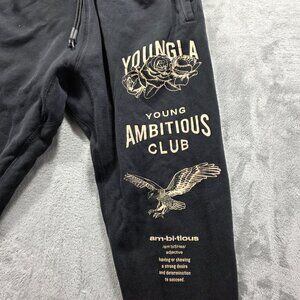 YOUNGLA
YOUNG
AMBITIOUS
CLUB
am·bi·tious
adjective
having or showing
a strong desire
and determination
to succeed.